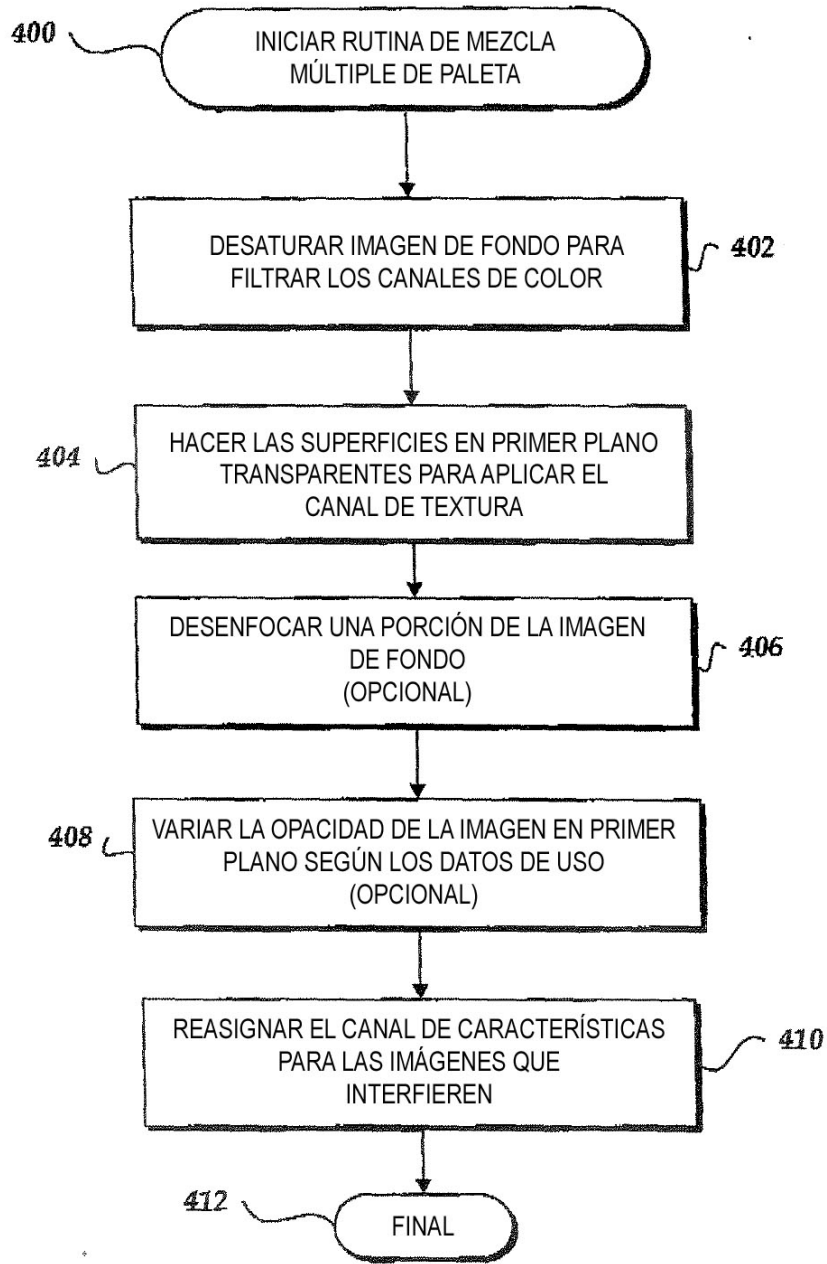 400
INICIAR RUTINA DE MEZCLA
MÚLTIPLE DE PALETA
DESATURAR IMAGEN DE FONDO PARA
FILTRAR LOS CANALES DE COLOR
402
404
HACER LAS SUPERFICIES EN PRIMER PLANO
TRANSPARENTES PARA APLICAR EL
CANAL DE TEXTURA
DESENFOCAR UNA PORCIÓN DE LA IMAGEN
DE FONDO
(OPCIONAL)
406
408
VARIAR LA OPACIDAD DE LA IMAGEN EN PRIMER
PLANO SEGÚN LOS DATOS DE USO
(OPCIONAL)
REASIGNAR EL CANAL DE CARACTERÍSTICAS
PARA LAS IMÁGENES QUE
INTERFIEREN
410
412
FINAL